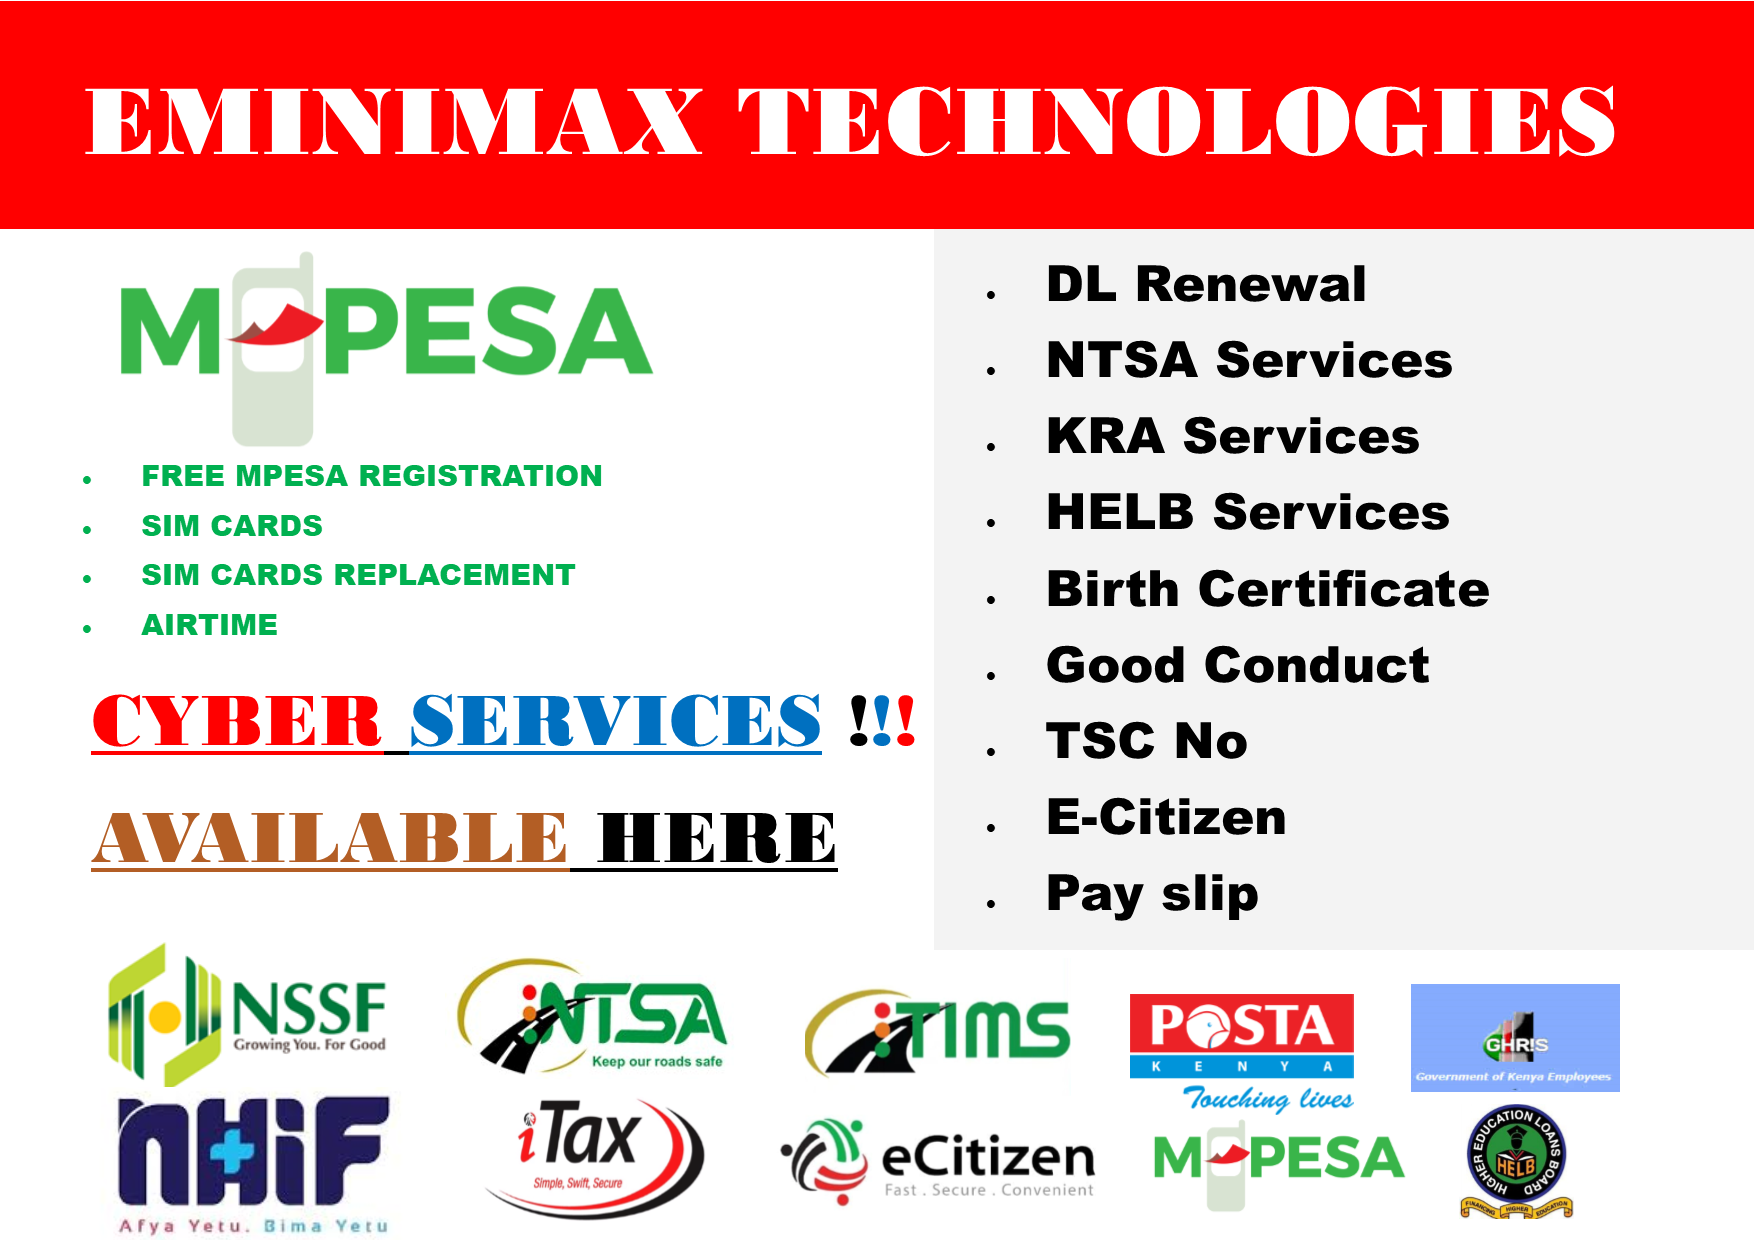 EMINIMAX TECHNOLOGIES
M PESA
FREE MPESA REGISTRATION
SIM CARDS
SIM CARDS REPLACEMENT
AIRTIME
CYBER SERVICES !!!
AVAILABLE HERE
DL Renewal
NTSA Services
KRA Services
HELB Services
Birth Certificate
Good Conduct
TSC No
E-Citizen
Pay slip
NSSF
Growing You. For Good
NTSA
Keep our roads safe
TIMS
POSTA
KENYA
Touching lives
GHRIS
Government of Kenya Employees
NHiF
Afya Yetu. Bima Yetu
iTax
Simple, Swift, Secure
eCitizen
Fast . Secure . Convenient
M PESA
HIGHER EDUCATION LOANS BOARD
HELB
FINANCING HIGHER EDUCATION